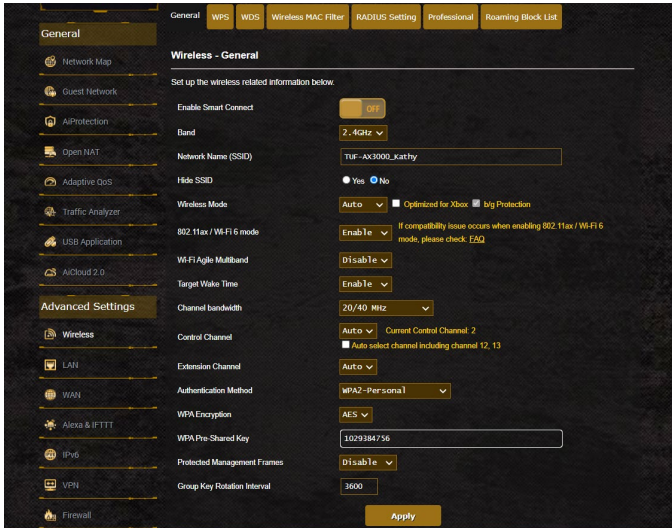 General
WPS
WDS
Wireless MAC Filter
RADIUS Setting
Professional
Roaming Block List
General
Network Map
Guest Network
AiProtection
Open NAT
Adaptive QoS
Traffic Analyzer
USB Application
AiCloud 2.0
Advanced Settings
Wireless
LAN
WAN
Alexa & IFTTT
IPv6
VPN
Firewall
Wireless - General
Set up the wireless related information below.
Enable Smart Connect OFF
Band 2.4GHz
Network Name (SSID) TUF-AX3000_Kathy
Hide SSID Yes No
Wireless Mode Auto Optimized for Xbox b/g Protection
802.11ax / Wi-Fi 6 mode Enable If compatibility issue occurs when enabling 802.11ax / Wi-Fi 6
mode, please check: FAQ
Wi-Fi Agile Multiband Disable
Target Wake Time Enable
Channel bandwidth 20/40 MHz
Control Channel Auto Current Control Channel: 2
Auto select channel including channel 12, 13
Extension Channel Auto
Authentication Method WPA2-Personal
WPA Encryption AES
WPA Pre-Shared Key 1029384756
Protected Management Frames Disable
Group Key Rotation Interval 3600
Apply